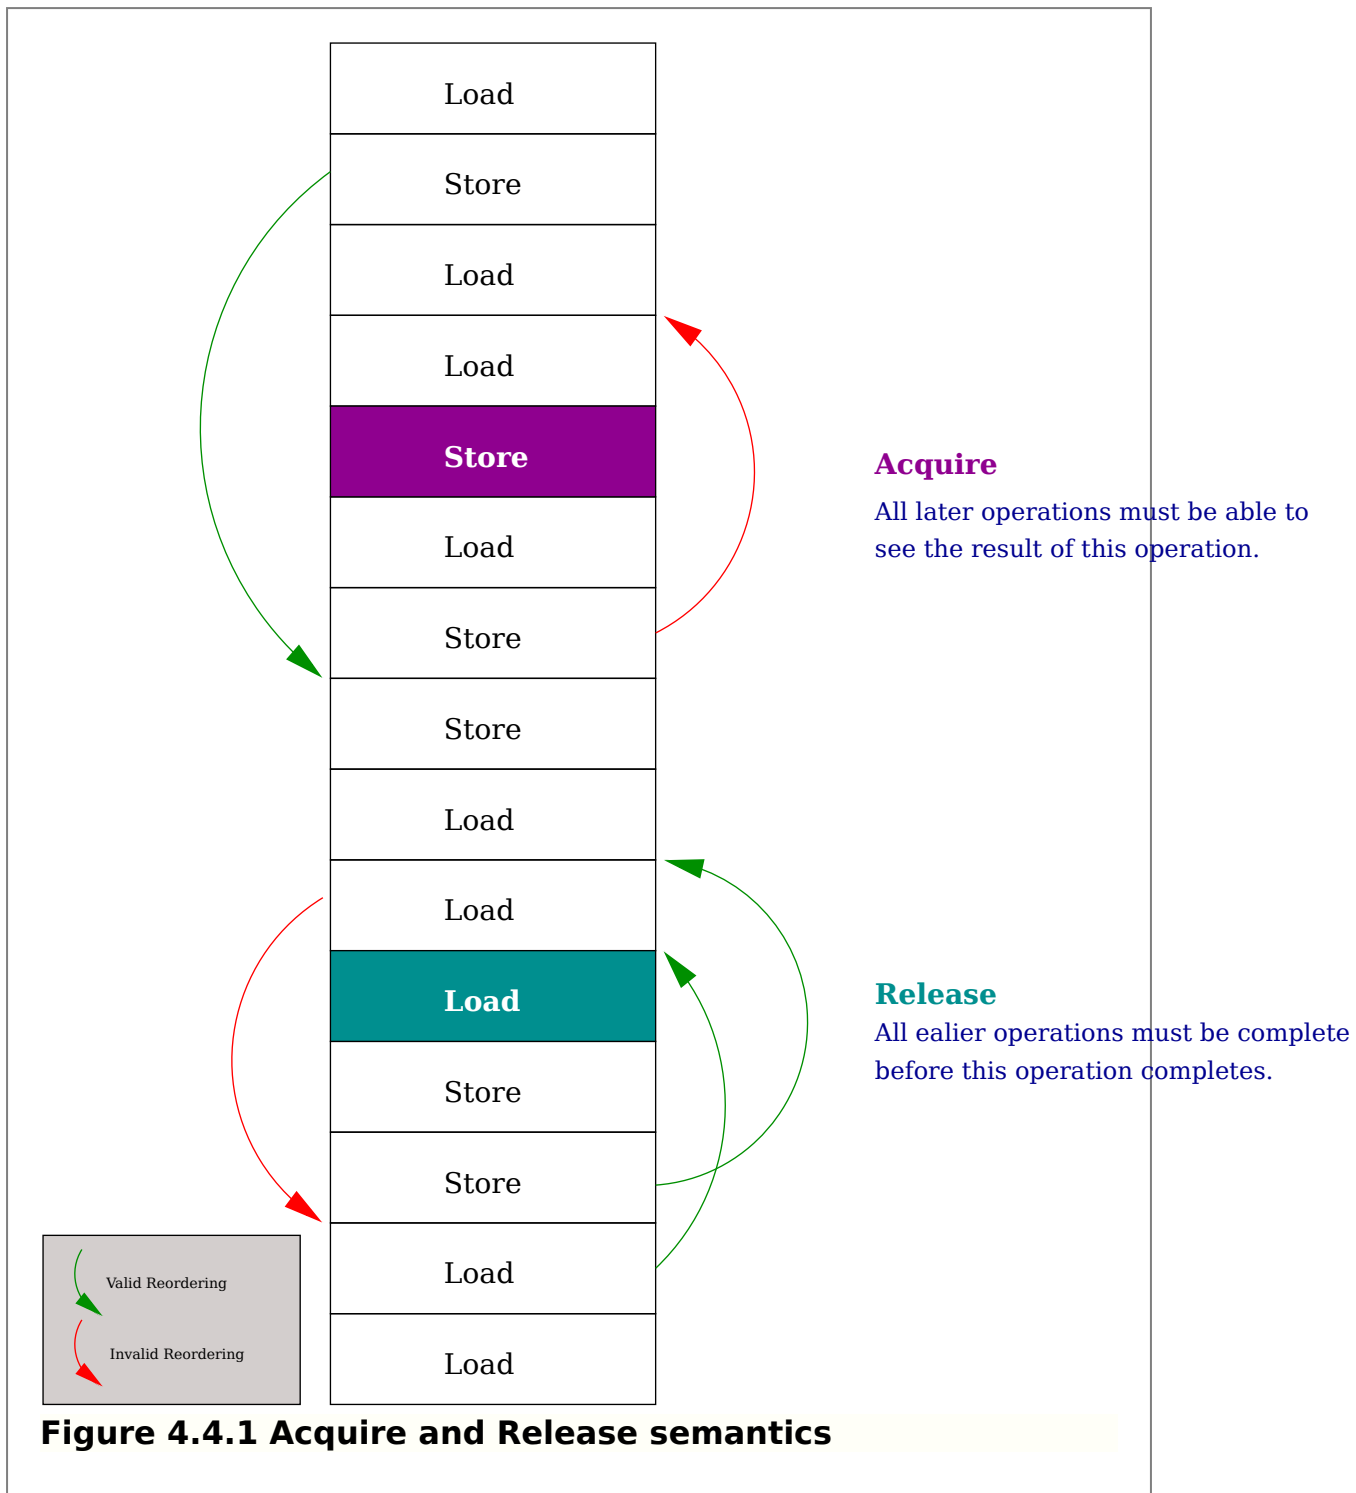 Load
Store
Load
Load
Store
Acquire
All later operations must be able to
see the result of this operation.
Load
Store
Store
Load
Load
Load
Release
All ealier operations must be complete
before this operation completes.
Store
Store
Load
Load
Valid Reordering
Invalid Reordering
Figure 4.4.1 Acquire and Release semantics